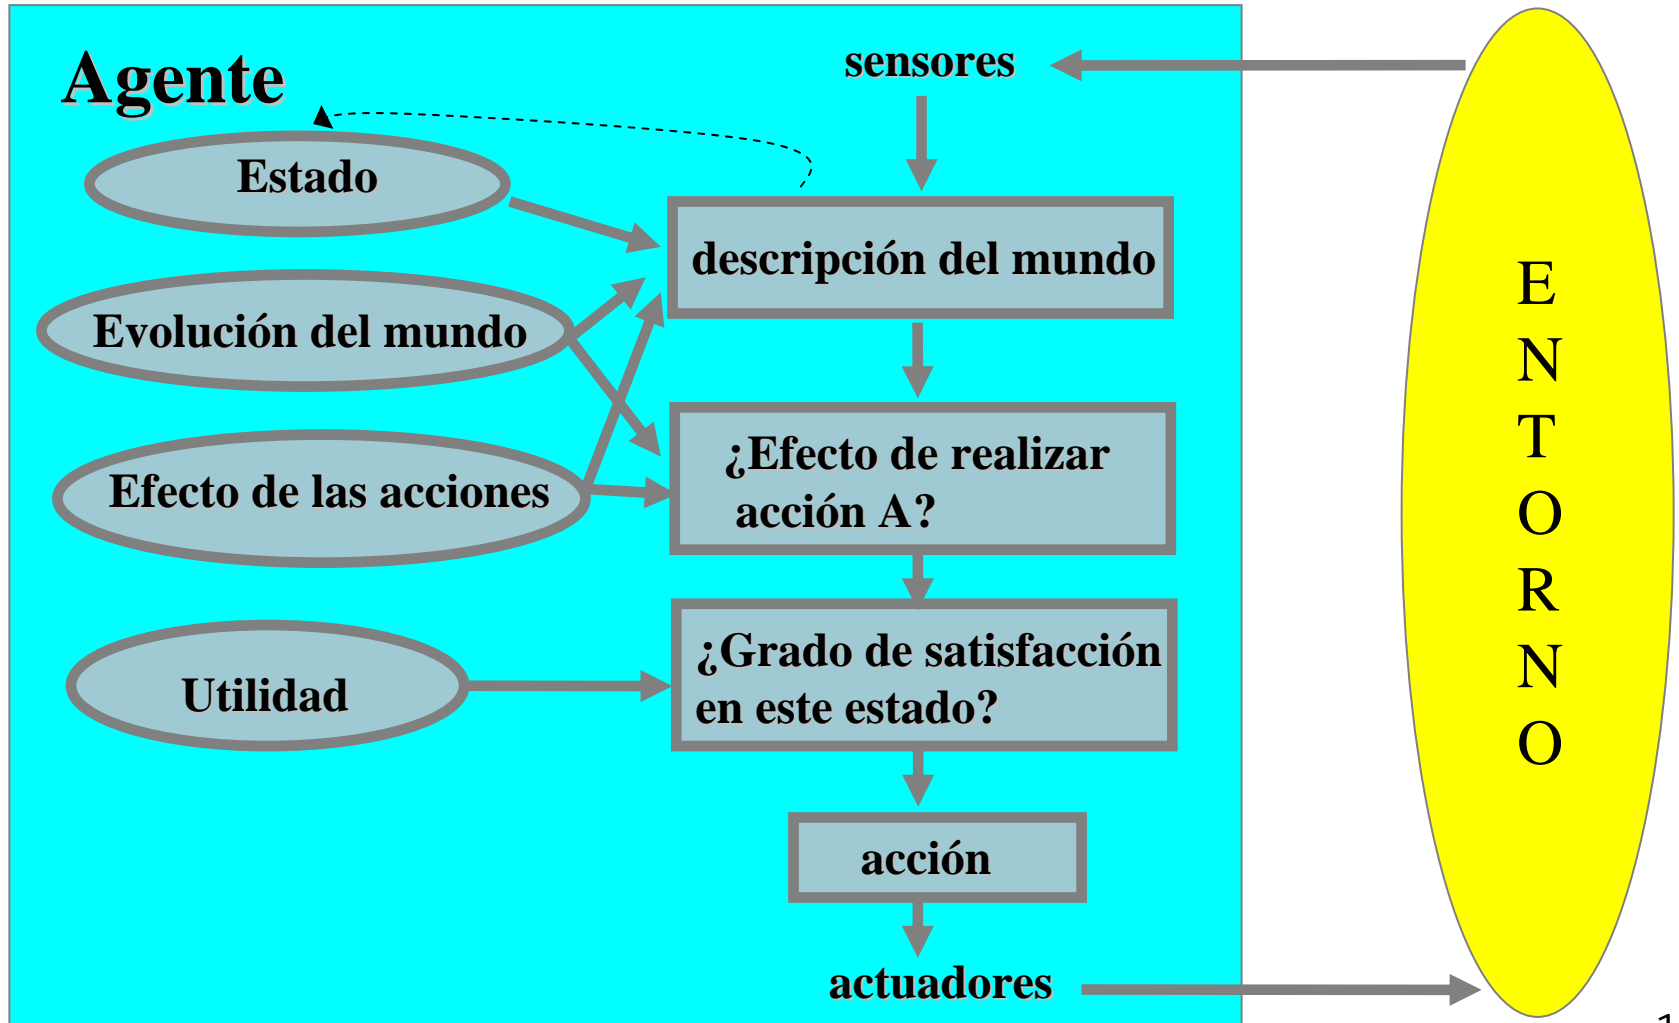 Agente
sensores
Estado
descripción del mundo
Evolución del mundo
¿Efecto de realizar
acción A?
Efecto de las acciones
¿Grado de satisfacción
en este estado?
Utilidad
acción
actuadores
E
N
T
O
R
N
O